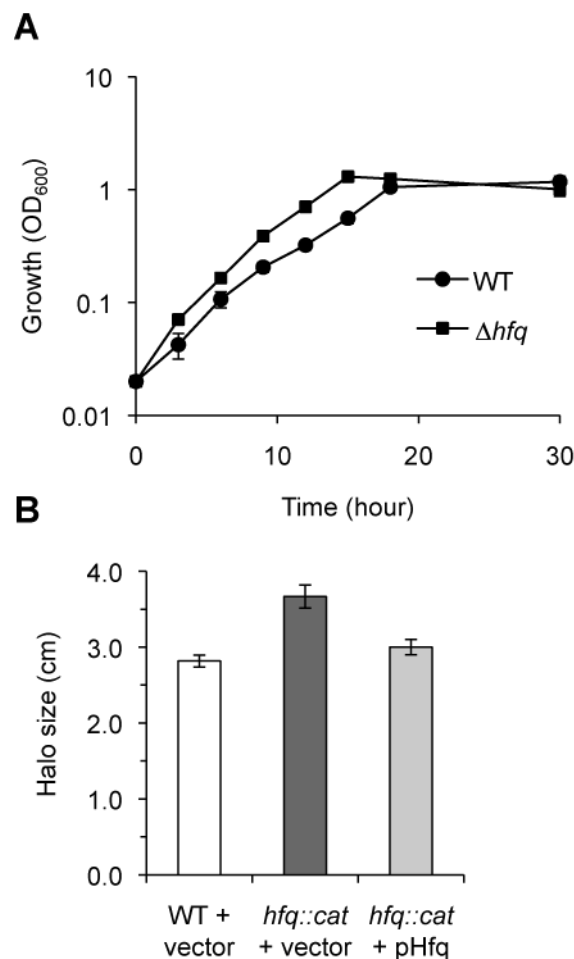 A
10
1
0.1
0.01
Growth (OD₆₀₀)
WT
Δhfq
0 10 20 30
Time (hour)
B
4.0
3.0
2.0
1.0
0.0
Halo size (cm)
WT + hfq::cat hfq::cat
vector + vector + pHfq